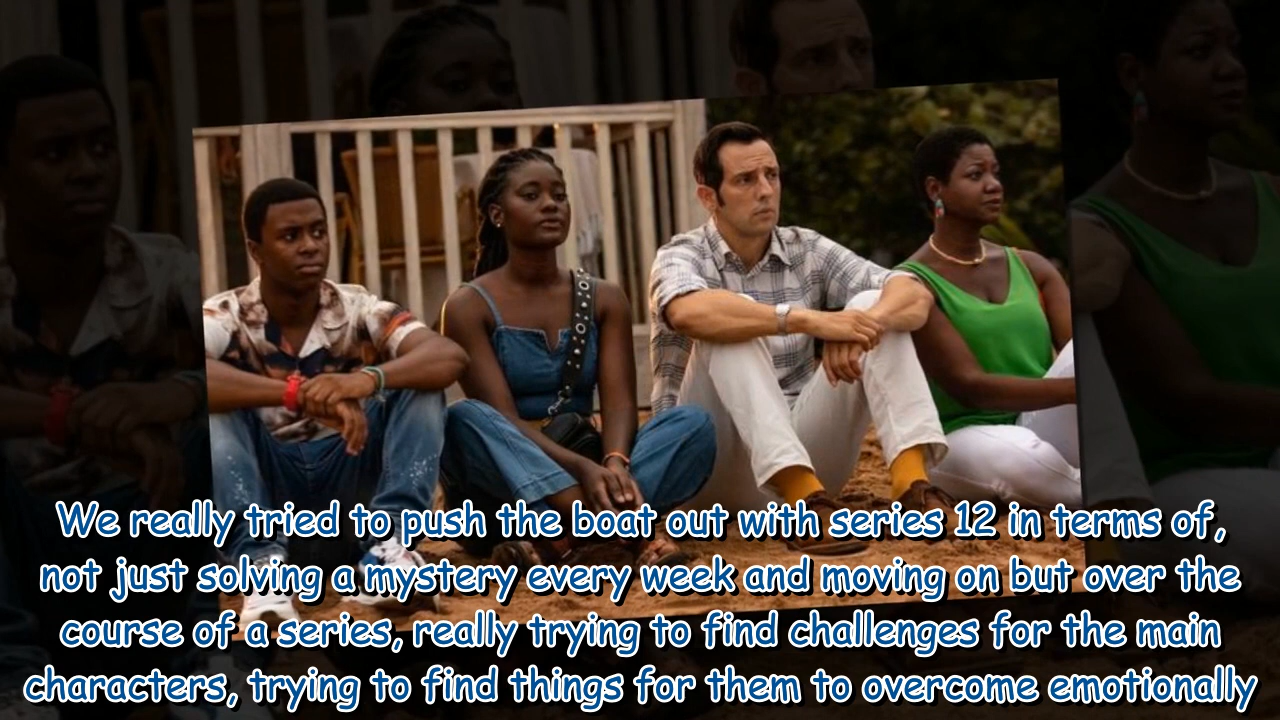 We really tried to push the boat out with series 12 in terms of,
not just solving a mystery every week and moving on but over the
course of a series, really trying to find challenges for the main
characters, trying to find things for them to overcome emotionally